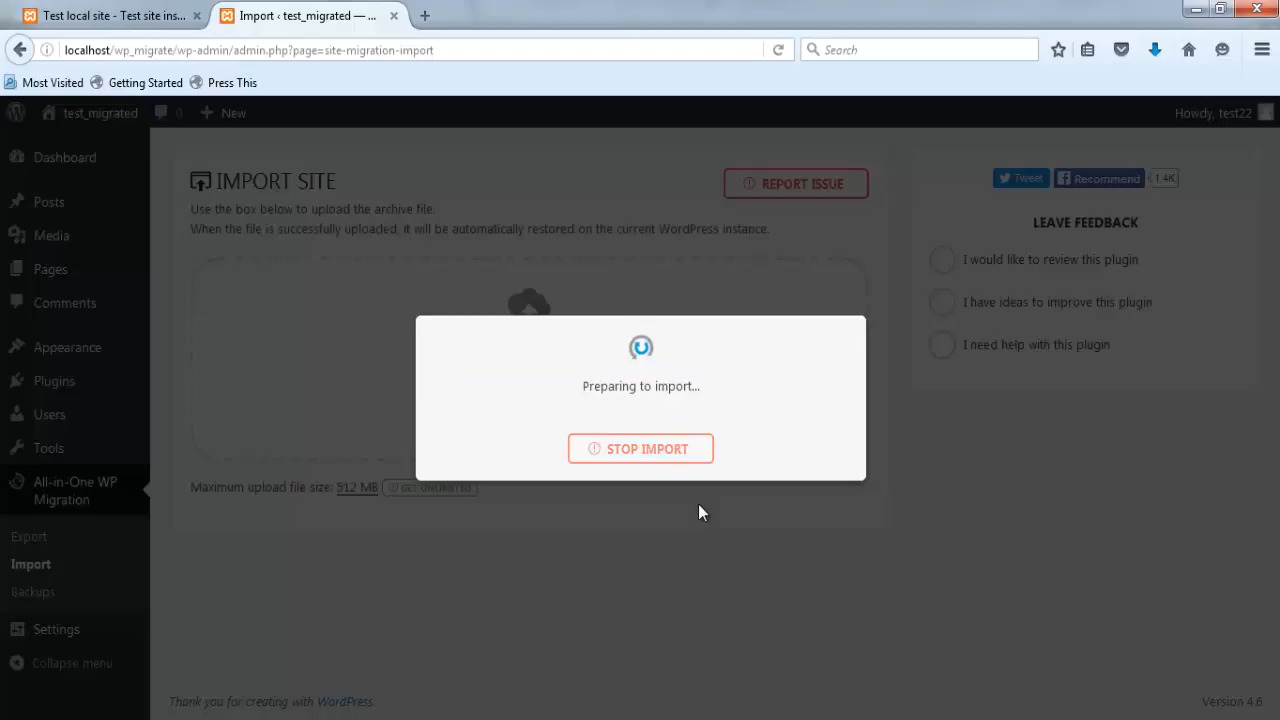 Test local site - Test site ins...
Import ‹ test_migrated — ...
localhost/wp_migrate/wp-admin/admin.php?page=site-migration-import
Search
Most Visited
Getting Started
Press This
test_migrated
0
New
Howdy, test22
Dashboard
Posts
Media
Pages
Comments
Appearance
Plugins
Users
Tools
All-in-One WP
Migration
Export
Import
Backups
Settings
Collapse menu
IMPORT SITE
REPORT ISSUE
Use the box below to upload the archive file.
When the file is successfully uploaded, it will be automatically restored on the current WordPress instance.
Preparing to import...
STOP IMPORT
Maximum upload file size: 512 MB
GET UNLIMITED
Tweet
Recommend
1.4K
LEAVE FEEDBACK
I would like to review this plugin
I have ideas to improve this plugin
I need help with this plugin
Thank you for creating with WordPress.
Version 4.6